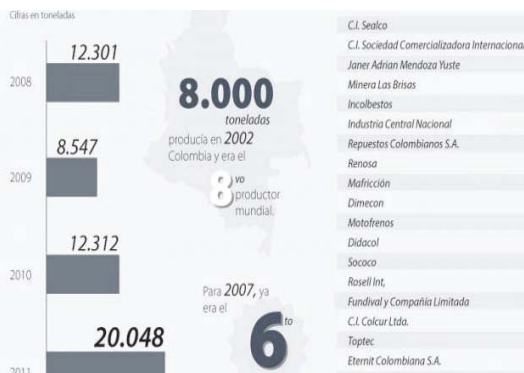 Cifras en toneladas
12.301
2008
8.547
2009
12.312
2010
20.048
2011
8.000
toneladas
producía en 2002
Colombia y era el
8vo
productor
mundial.
Para 2007, ya
era el
6to
C.I. Sealco
C.I. Sociedad Comercializadora Internacional
Janer Adrian Mendoza Yuste
Minera Las Brisas
Incolbestos
Industria Central Nacional
Repuestos Colombianos S.A.
Renosa
Mafricción
Dimecon
Motofrenos
Didacol
Sococo
Rosell Int,
Fundival y Compañía Limitada
C.I. Colcur Ltda.
Toptec
Eternit Colombiana S.A.